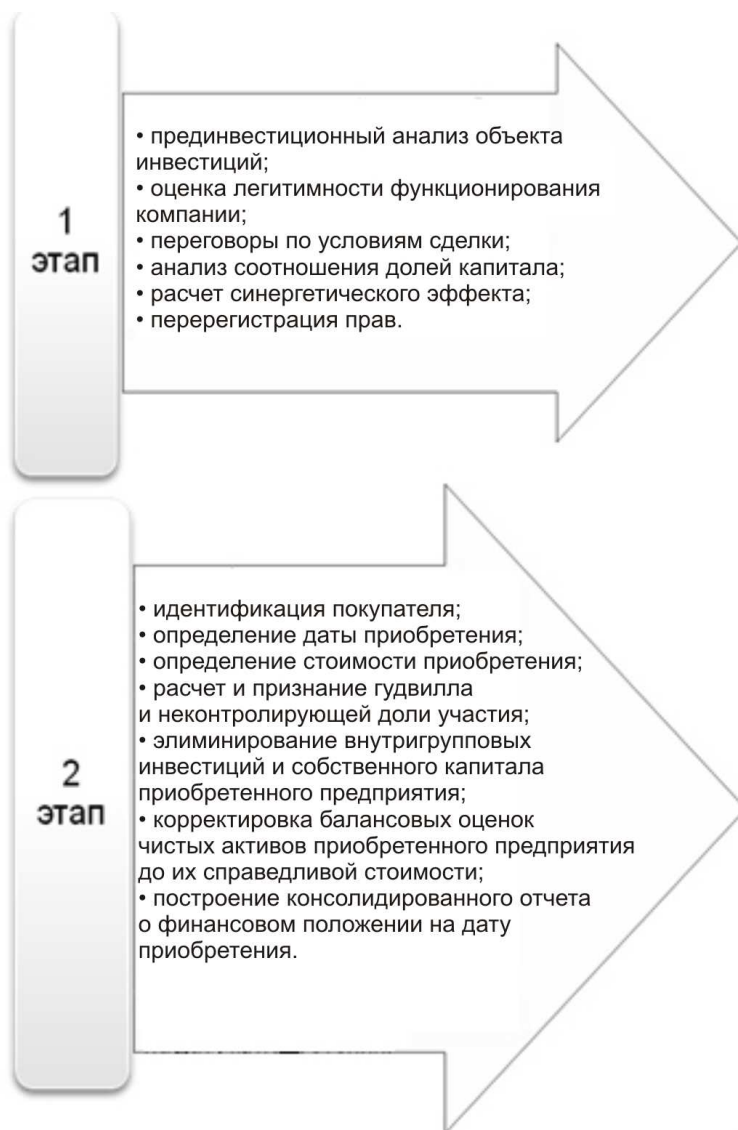 1
этап
• прединвестиционный анализ объекта
инвестиций;
• оценка легитимности функционирования
компании;
• переговоры по условиям сделки;
• анализ соотношения долей капитала;
• расчет синергетического эффекта;
• перерегистрация прав.
2
этап
• идентификация покупателя;
• определение даты приобретения;
• определение стоимости приобретения;
• расчет и признание гудвилла
и неконтролирующей доли участия;
• элиминирование внутригрупповых
инвестиций и собственного капитала
приобретенного предприятия;
• корректировка балансовых оценок
чистых активов приобретенного предприятия
до их справедливой стоимости;
• построение консолидированного отчета
о финансовом положении на дату
приобретения.